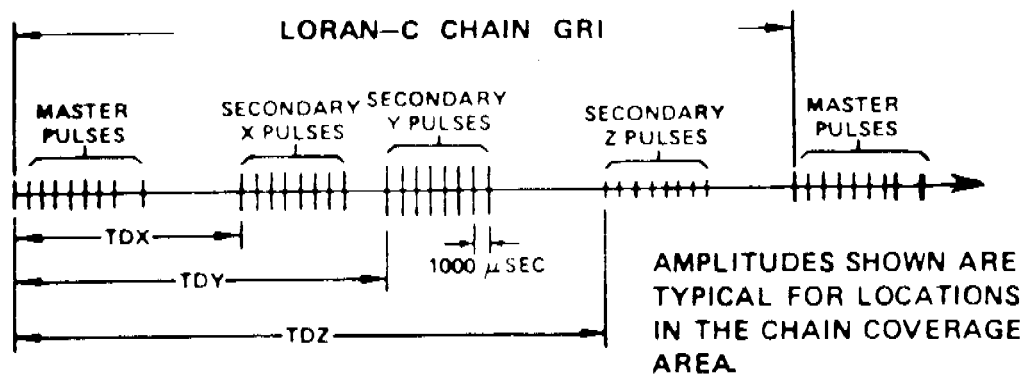 LORAN-C CHAIN GRI
MASTER
PULSES
SECONDARY
X PULSES
SECONDARY
Y PULSES
SECONDARY
Z PULSES
MASTER
PULSES
TDX
1000 μSEC
TDY
TDZ
AMPLITUDES SHOWN ARE
TYPICAL FOR LOCATIONS
IN THE CHAIN COVERAGE
AREA.